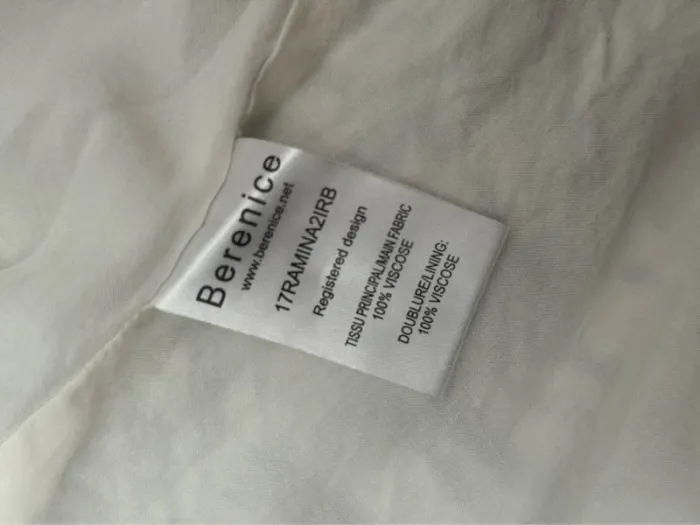 Berenice
www.berenice.net
17RAMINA2IRB
Registered design
TISSU PRINCIPAL/MAIN FABRIC
100% VISCOSE
DOUBLURE/LINING:
100% VISCOSE